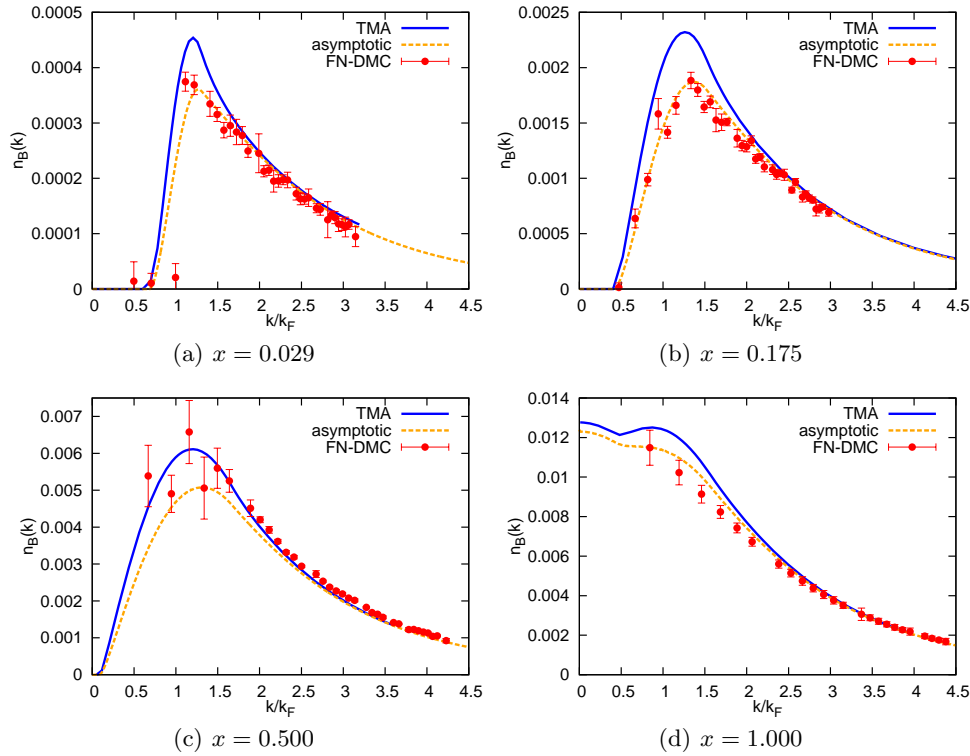 0.0005
0.0004
0.0003
0.0002
0.0001
0
n_B(k)
TMA
asymptotic
FN-DMC
0 0.5 1 1.5 2 2.5 3 3.5 4 4.5
k/k_F
(a) x = 0.029
0.0025
0.002
0.0015
0.001
0.0005
0
n_B(k)
TMA
asymptotic
FN-DMC
0 0.5 1 1.5 2 2.5 3 3.5 4 4.5
k/k_F
(b) x = 0.175
0.007
0.006
0.005
0.004
0.003
0.002
0.001
0
n_B(k)
TMA
asymptotic
FN-DMC
0 0.5 1 1.5 2 2.5 3 3.5 4 4.5
k/k_F
(c) x = 0.500
0.014
0.012
0.01
0.008
0.006
0.004
0.002
0
n_B(k)
TMA
asymptotic
FN-DMC
0 0.5 1 1.5 2 2.5 3 3.5 4 4.5
k/k_F
(d) x = 1.000